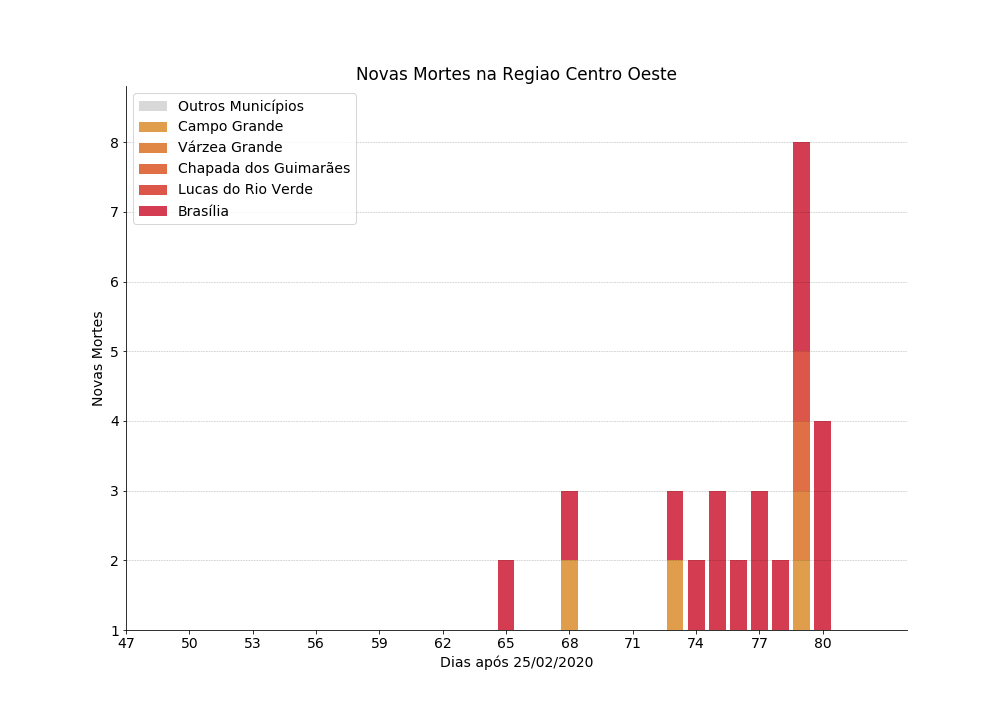 Novas Mortes na Regiao Centro Oeste
Outros Municípios
Campo Grande
Várzea Grande
Chapada dos Guimarães
Lucas do Rio Verde
Brasília
Novas Mortes
8
7
6
5
4
3
2
1
47 50 53 56 59 62 65 68 71 74 77 80
Dias após 25/02/2020